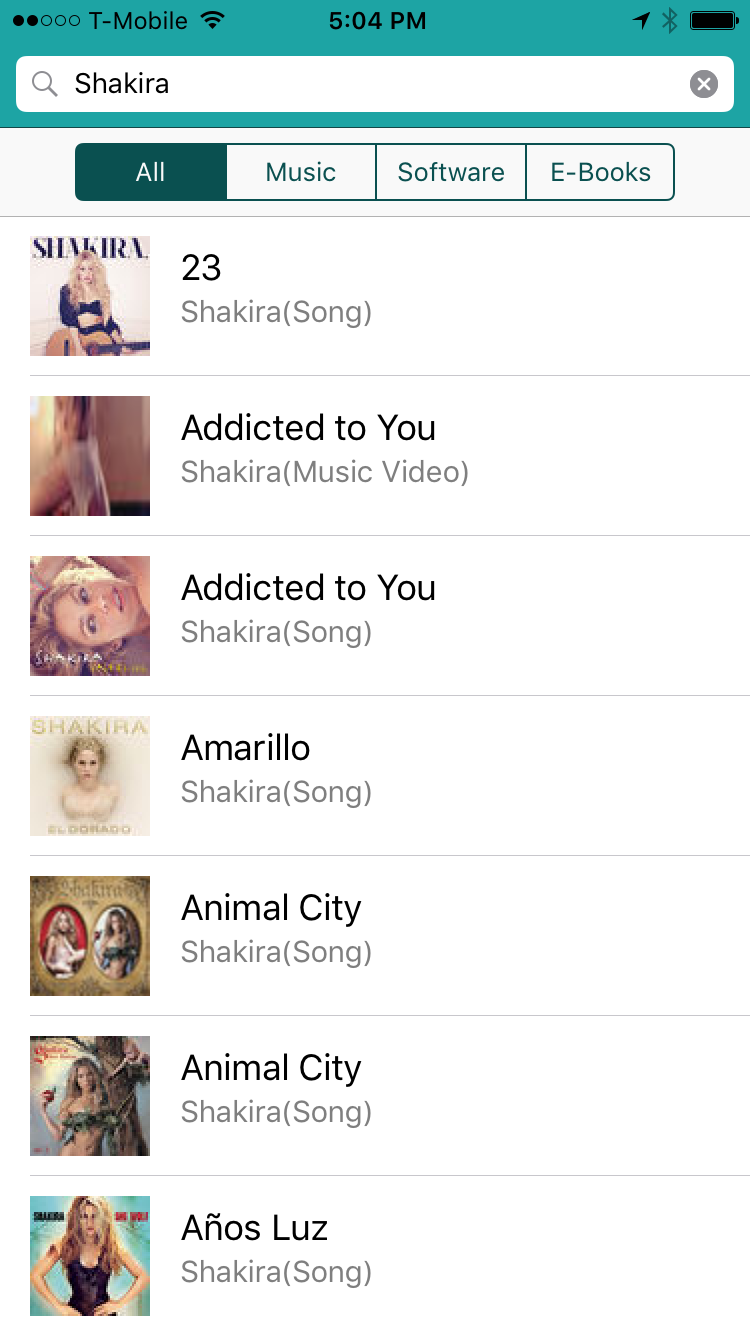 T-Mobile 5:04 PM
Shakira
All Music Software E-Books
SHAKIRA.
23
Shakira(Song)
Addicted to You
Shakira(Music Video)
SHAKIRA
Addicted to You
Shakira(Song)
SHAKIRA
EL DORADO
Amarillo
Shakira(Song)
Shakira
Animal City
Shakira(Song)
Shakira
Animal City
Shakira(Song)
SHAKIRA SHE WOLF
Años Luz
Shakira(Song)